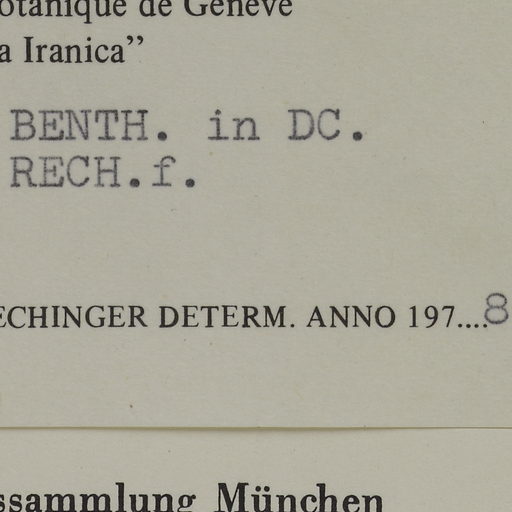 otanique de Genève
a Iranica”
BENTH. in DC.
RECH.f.
ECHINGER DETERM. ANNO 197....8
ssammlung München